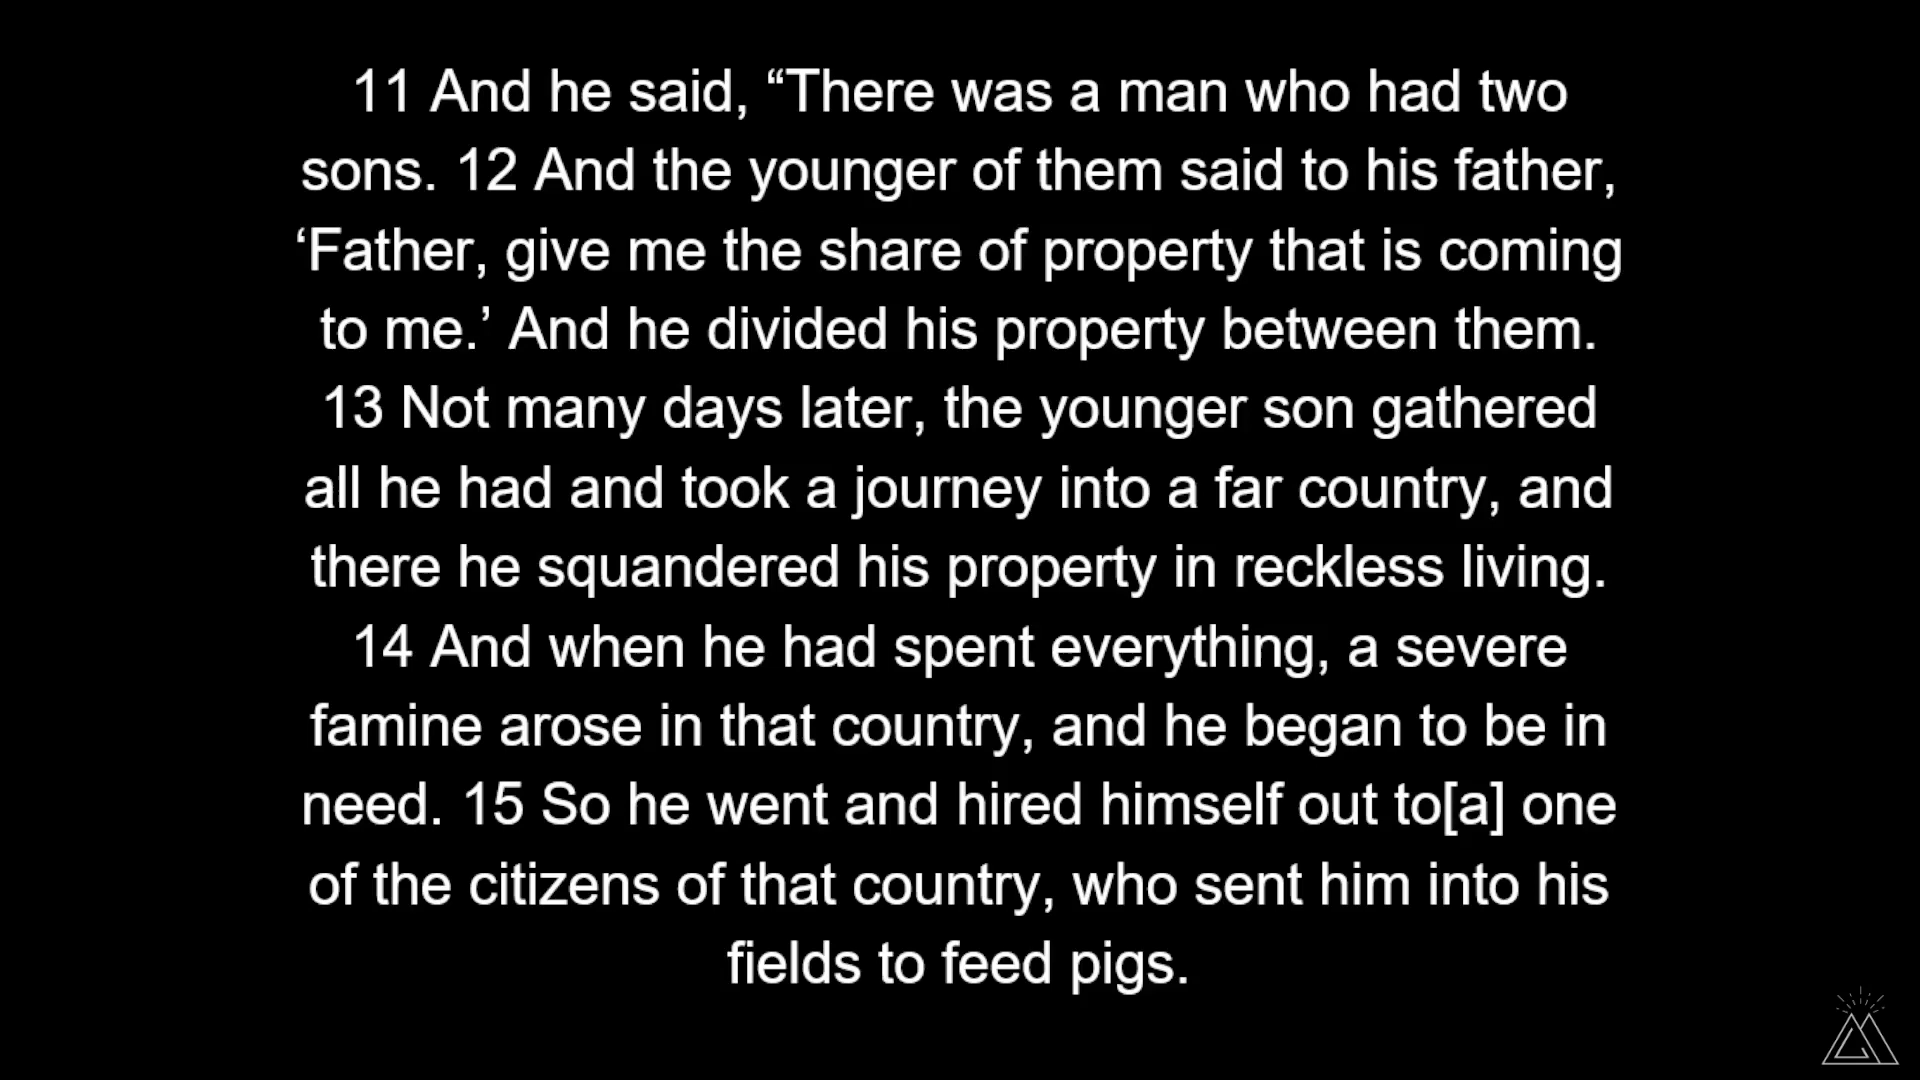 11 And he said, “There was a man who had two
sons. 12 And the younger of them said to his father,
‘Father, give me the share of property that is coming
to me.’ And he divided his property between them.
13 Not many days later, the younger son gathered
all he had and took a journey into a far country, and
there he squandered his property in reckless living.
14 And when he had spent everything, a severe
famine arose in that country, and he began to be in
need. 15 So he went and hired himself out to[a] one
of the citizens of that country, who sent him into his
fields to feed pigs.